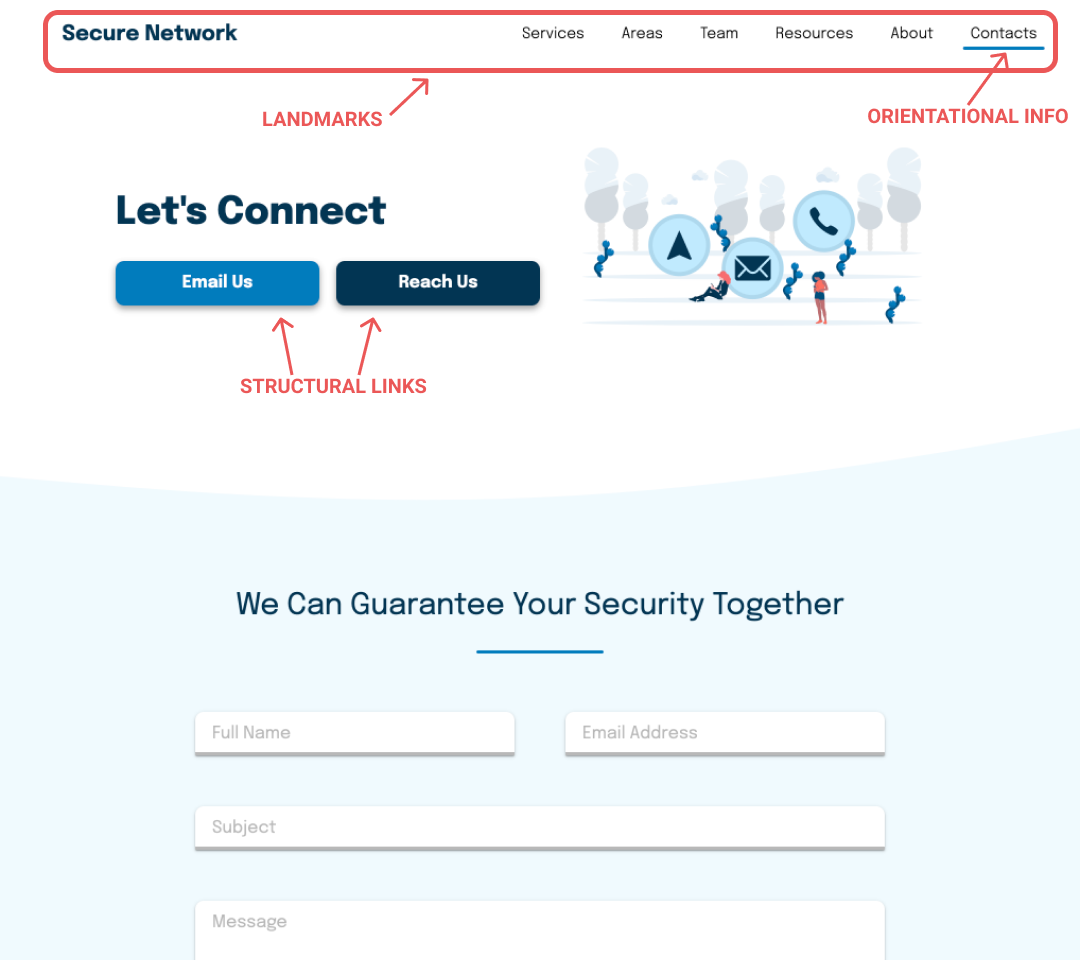 Secure Network Services Areas Team Resources About Contacts
LANDMARKS
ORIENTATIONAL INFO
Let's Connect
Email Us Reach Us
STRUCTURAL LINKS
We Can Guarantee Your Security Together
Full Name Email Address
Subject
Message